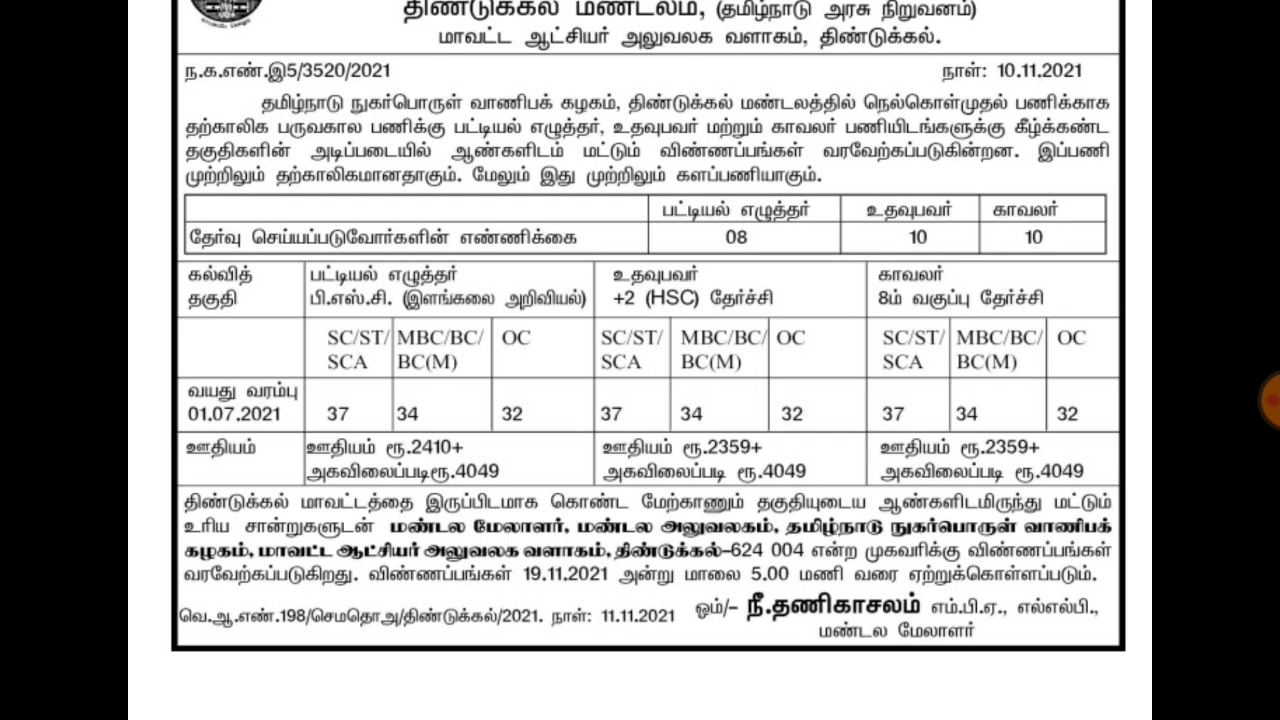 திண்டுக்கல் மண்டலம், (தமிழ்நாடு அரசு நிறுவனம்)
மாவட்ட ஆட்சியர் அலுவலக வளாகம், திண்டுக்கல்.
ந.க.எண்.இ5/3520/2021 நாள்: 10.11.2021
தமிழ்நாடு நுகர்பொருள் வாணிபக் கழகம், திண்டுக்கல் மண்டலத்தில் நெல்கொள்முதல் பணிக்காக
தற்காலிக பருவகால பணிக்கு பட்டியல் எழுத்தர், உதவுபவர் மற்றும் காவலர் பணியிடங்களுக்கு கீழ்க்கண்ட
தகுதிகளின் அடிப்படையில் ஆண்களிடம் மட்டும் விண்ணப்பங்கள் வரவேற்கப்படுகின்றன. இப்பணி
முற்றிலும் தற்காலிகமானதாகும். மேலும் இது முற்றிலும் களப்பணியாகும்.
பட்டியல் எழுத்தர் உதவுபவர் காவலர்
தேர்வு செய்யப்படுவோர்களின் எண்ணிக்கை 08 10 10
கல்வித் பட்டியல் எழுத்தர் உதவுபவர் காவலர்
தகுதி பி.எஸ்.சி. (இளங்கலை அறிவியல்) +2 (HSC) தேர்ச்சி 8ம் வகுப்பு தேர்ச்சி
SC/ST/ MBC/BC/ OC SC/ST/ MBC/BC/ OC SC/ST/ MBC/BC/ OC
SCA BC(M) SCA BC(M) SCA BC(M)
வயது வரம்பு
01.07.2021 37 34 32 37 34 32 37 34 32
ஊதியம் ஊதியம் ரூ.2410+ ஊதியம் ரூ.2359+ ஊதியம் ரூ.2359+
அகவிலைப்படிரூ.4049 அகவிலைப்படி ரூ.4049 அகவிலைப்படி ரூ.4049
திண்டுக்கல் மாவட்டத்தை இருப்பிடமாக கொண்ட மேற்காணும் தகுதியுடைய ஆண்களிடமிருந்து மட்டும்
உரிய சான்றுகளுடன் மண்டல மேலாளர், மண்டல அலுவலகம், தமிழ்நாடு நுகர்பொருள் வாணிபக்
கழகம், மாவட்ட ஆட்சியர் அலுவலக வளாகம், திண்டுக்கல்–624 004 என்ற முகவரிக்கு விண்ணப்பங்கள்
வரவேற்கப்படுகிறது. விண்ணப்பங்கள் 19.11.2021 அன்று மாலை 5.00 மணி வரை ஏற்றுக்கொள்ளப்படும்.
வெ.ஆ.எண்.198/செமதொஅ/திண்டுக்கல்/2021. நாள்: 11.11.2021 ஒம்/– நீ.தணிகாசலம் எம்.பி.ஏ., எல்எல்பி.,
மண்டல மேலாளர்